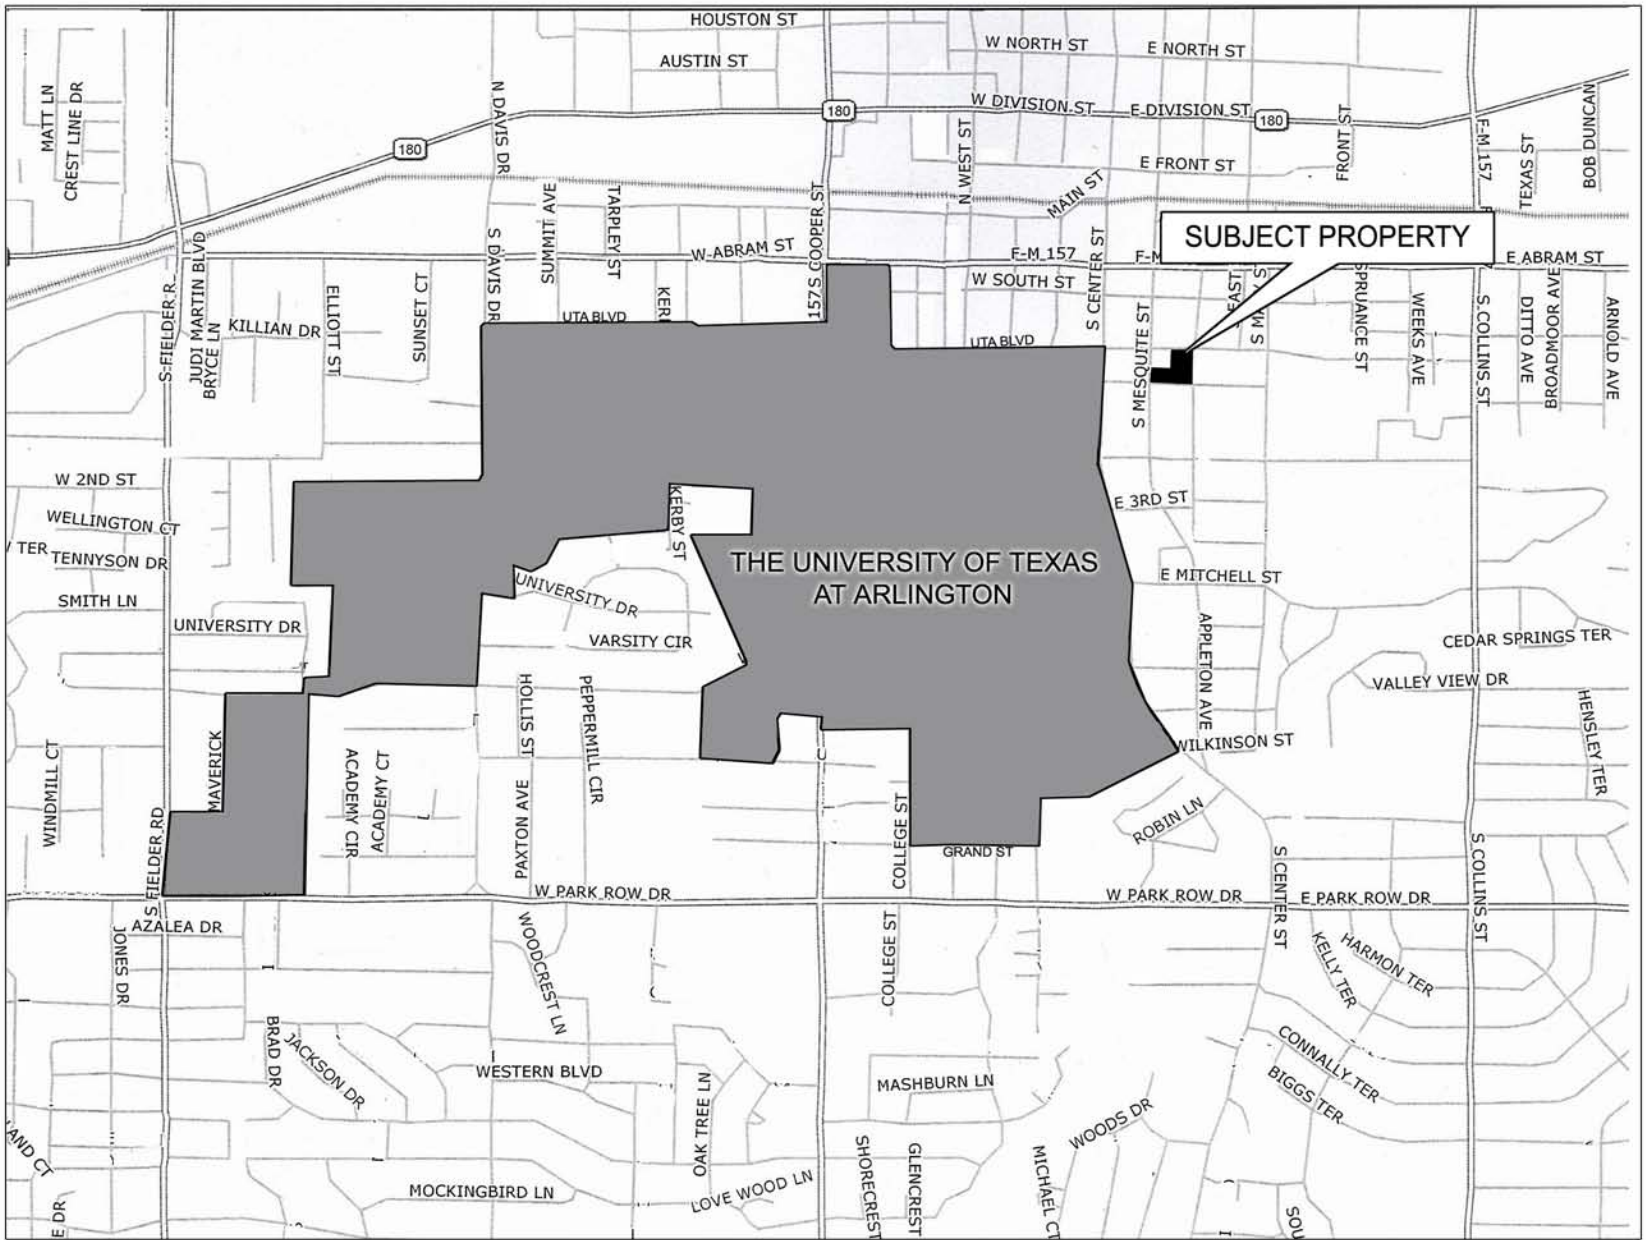 HOUSTON ST
W NORTH ST
E NORTH ST
AUSTIN ST
MATT LN
CREST LINE DR
N DAVIS DR
180
W DIVISION ST
E DIVISION ST
180
180
FRONT ST
F-M 157
TEXAS ST
BOB DUNCAN
N WEST ST
E FRONT ST
MAIN ST
SUMMIT AVE
TARPLEY ST
157 S COOPER ST
S DAVIS DR
W ABRAM ST
F-M 157
S CENTER ST
SUBJECT PROPERTY
E ABRAM ST
W SOUTH ST
S FIELDER R
JUDI MARTIN BLVD
BRYCE LN
KILLIAN DR
ELLIOTT ST
SUNSET CT
UTA BLVD
UTA BLVD
S MESQUITE ST
SPRUANCE ST
WEEKS AVE
S COLLINS ST
DITTO AVE
BROADMOOR AVE
ARNOLD AVE
W 2ND ST
WELLINGTON CT
TER
TENNYSON DR
SMITH LN
KERBY ST
E 3RD ST
THE UNIVERSITY OF TEXAS
AT ARLINGTON
E MITCHELL ST
UNIVERSITY DR
UNIVERSITY DR
VARSITY CIR
APPLETON AVE
CEDAR SPRINGS TER
VALLEY VIEW DR
HOLLIS ST
PEPPERMILL CIR
HENSLEY TER
WILKINSON ST
WINDMILL CT
MAVERICK
ACADEMY CIR
ACADEMY CT
PAXTON AVE
COLLEGE ST
ROBIN LN
GRAND ST
S FIELDER RD
S CENTER ST
S COLLINS ST
W PARK ROW DR
W PARK ROW DR
E PARK ROW DR
AZALEA DR
JONES DR
WOODCREST LN
COLLEGE ST
KELLY TER
HARMON TER
BRAD DR
JACKSON DR
WESTERN BLVD
OAK TREE LN
MASHBURN LN
CONNALLY TER
BIGGS TER
WOODS DR
MOCKINGBIRD LN
LOVE WOOD LN
SHORECREST
GLENCREST
MICHAEL CT